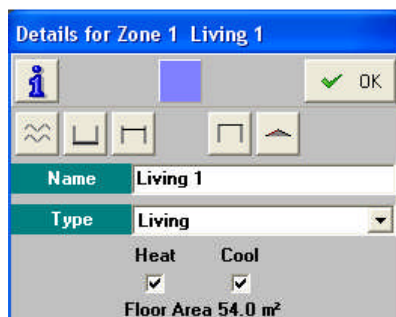 Details for Zone 1 Living 1
i
OK
Name Living 1
Type Living
Heat Cool
Floor Area 54.0 m²